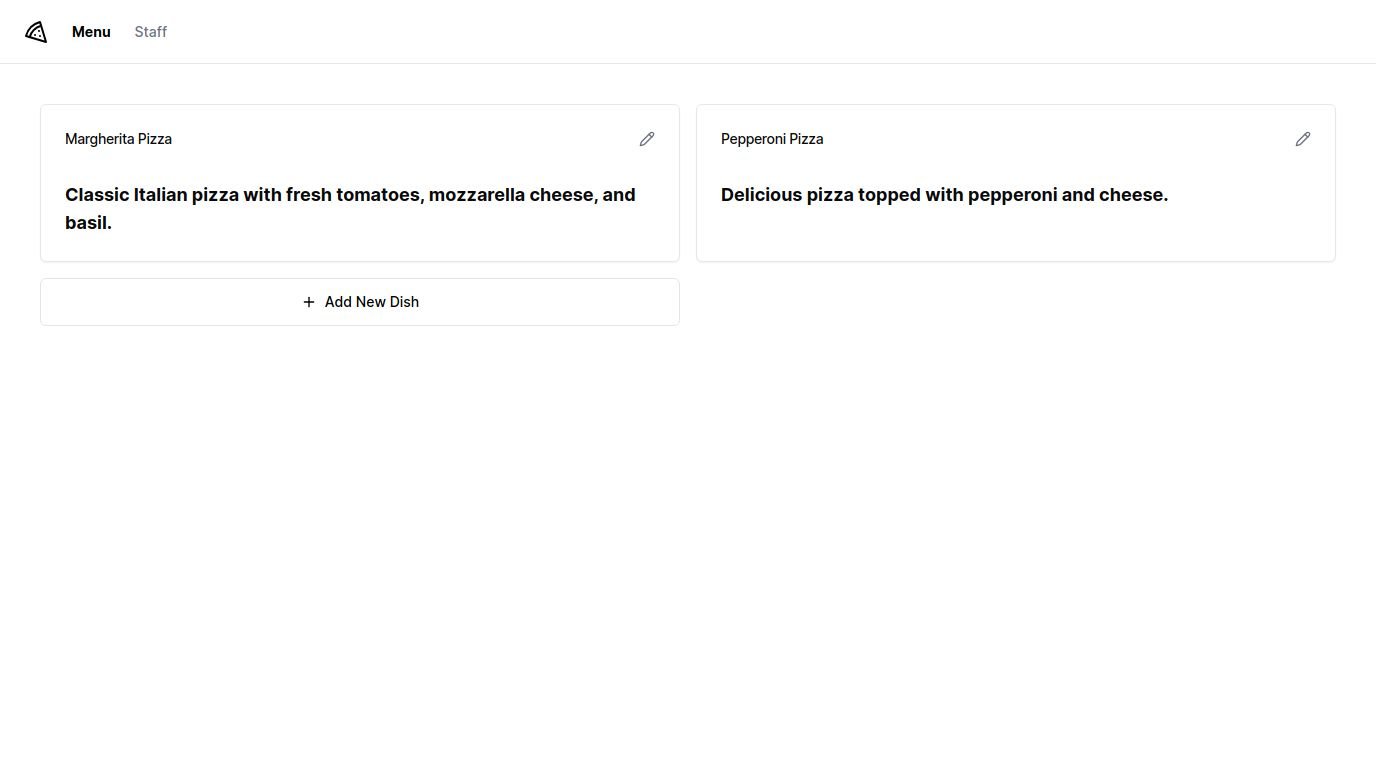 Menu
Staff
Margherita Pizza
Classic Italian pizza with fresh tomatoes, mozzarella cheese, and
basil.
Pepperoni Pizza
Delicious pizza topped with pepperoni and cheese.
Add New Dish